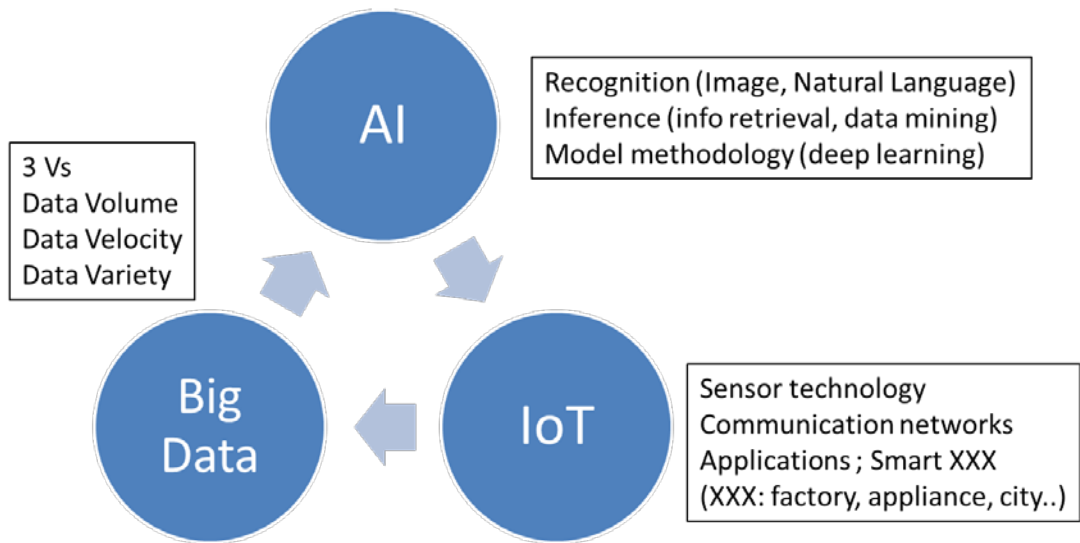 AI
Recognition (Image, Natural Language)
Inference (info retrieval, data mining)
Model methodology (deep learning)
3 Vs
Data Volume
Data Velocity
Data Variety
Big
Data
IoT
Sensor technology
Communication networks
Applications ; Smart XXX
(XXX: factory, appliance, city..)